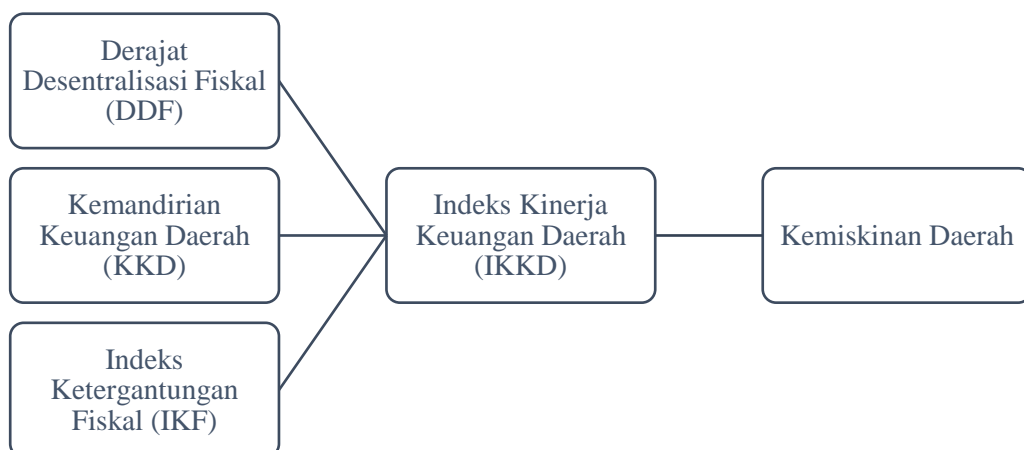 Derajat
Desentralisasi Fiskal
(DDF)
Kemandirian
Keuangan Daerah
(KKD)
Indeks
Ketergantungan
Fiskal (IKF)
Indeks Kinerja
Keuangan Daerah
(IKKD)
Kemiskinan Daerah